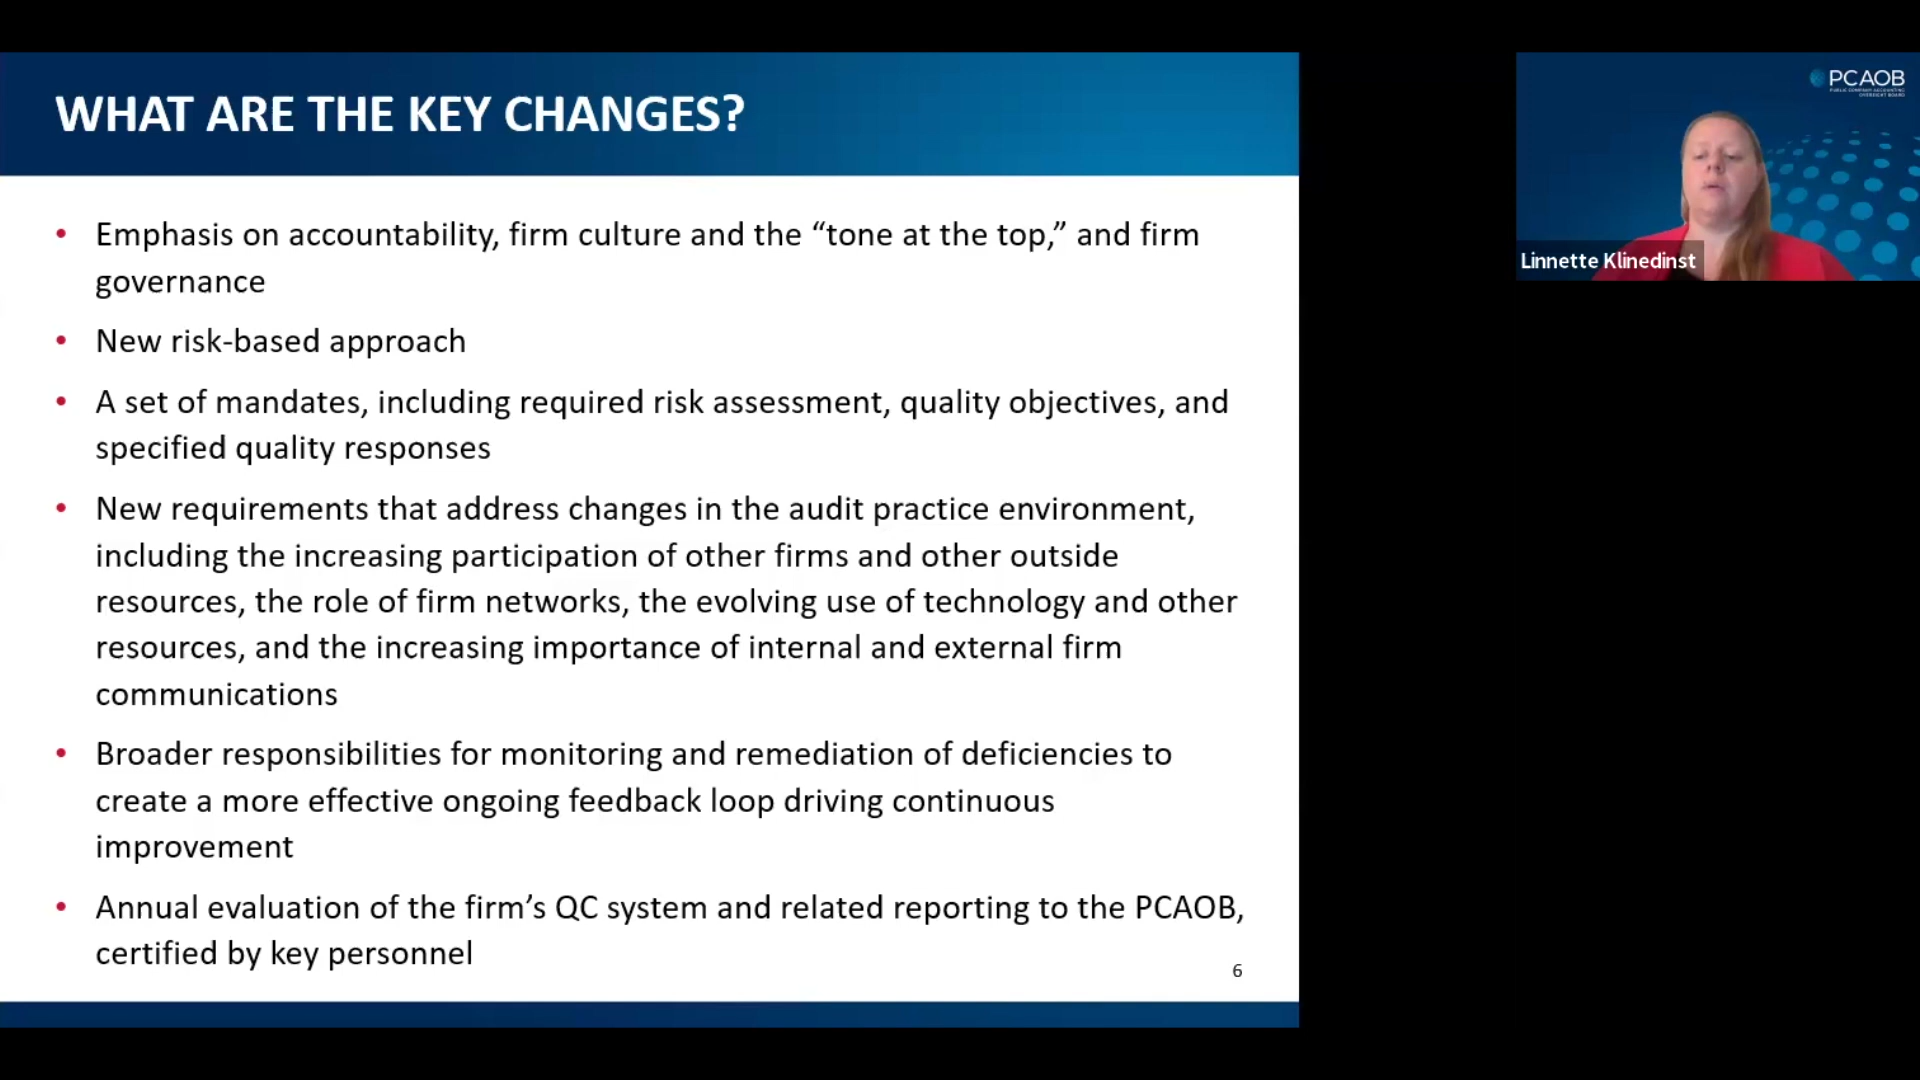 WHAT ARE THE KEY CHANGES?
• Emphasis on accountability, firm culture and the “tone at the top,” and firm
governance
• New risk-based approach
• A set of mandates, including required risk assessment, quality objectives, and
specified quality responses
• New requirements that address changes in the audit practice environment,
including the increasing participation of other firms and other outside
resources, the role of firm networks, the evolving use of technology and other
resources, and the increasing importance of internal and external firm
communications
• Broader responsibilities for monitoring and remediation of deficiencies to
create a more effective ongoing feedback loop driving continuous
improvement
• Annual evaluation of the firm’s QC system and related reporting to the PCAOB,
certified by key personnel
6
PCAOB
PUBLIC COMPANY ACCOUNTING
OVERSIGHT BOARD
Linnette Klinedinst